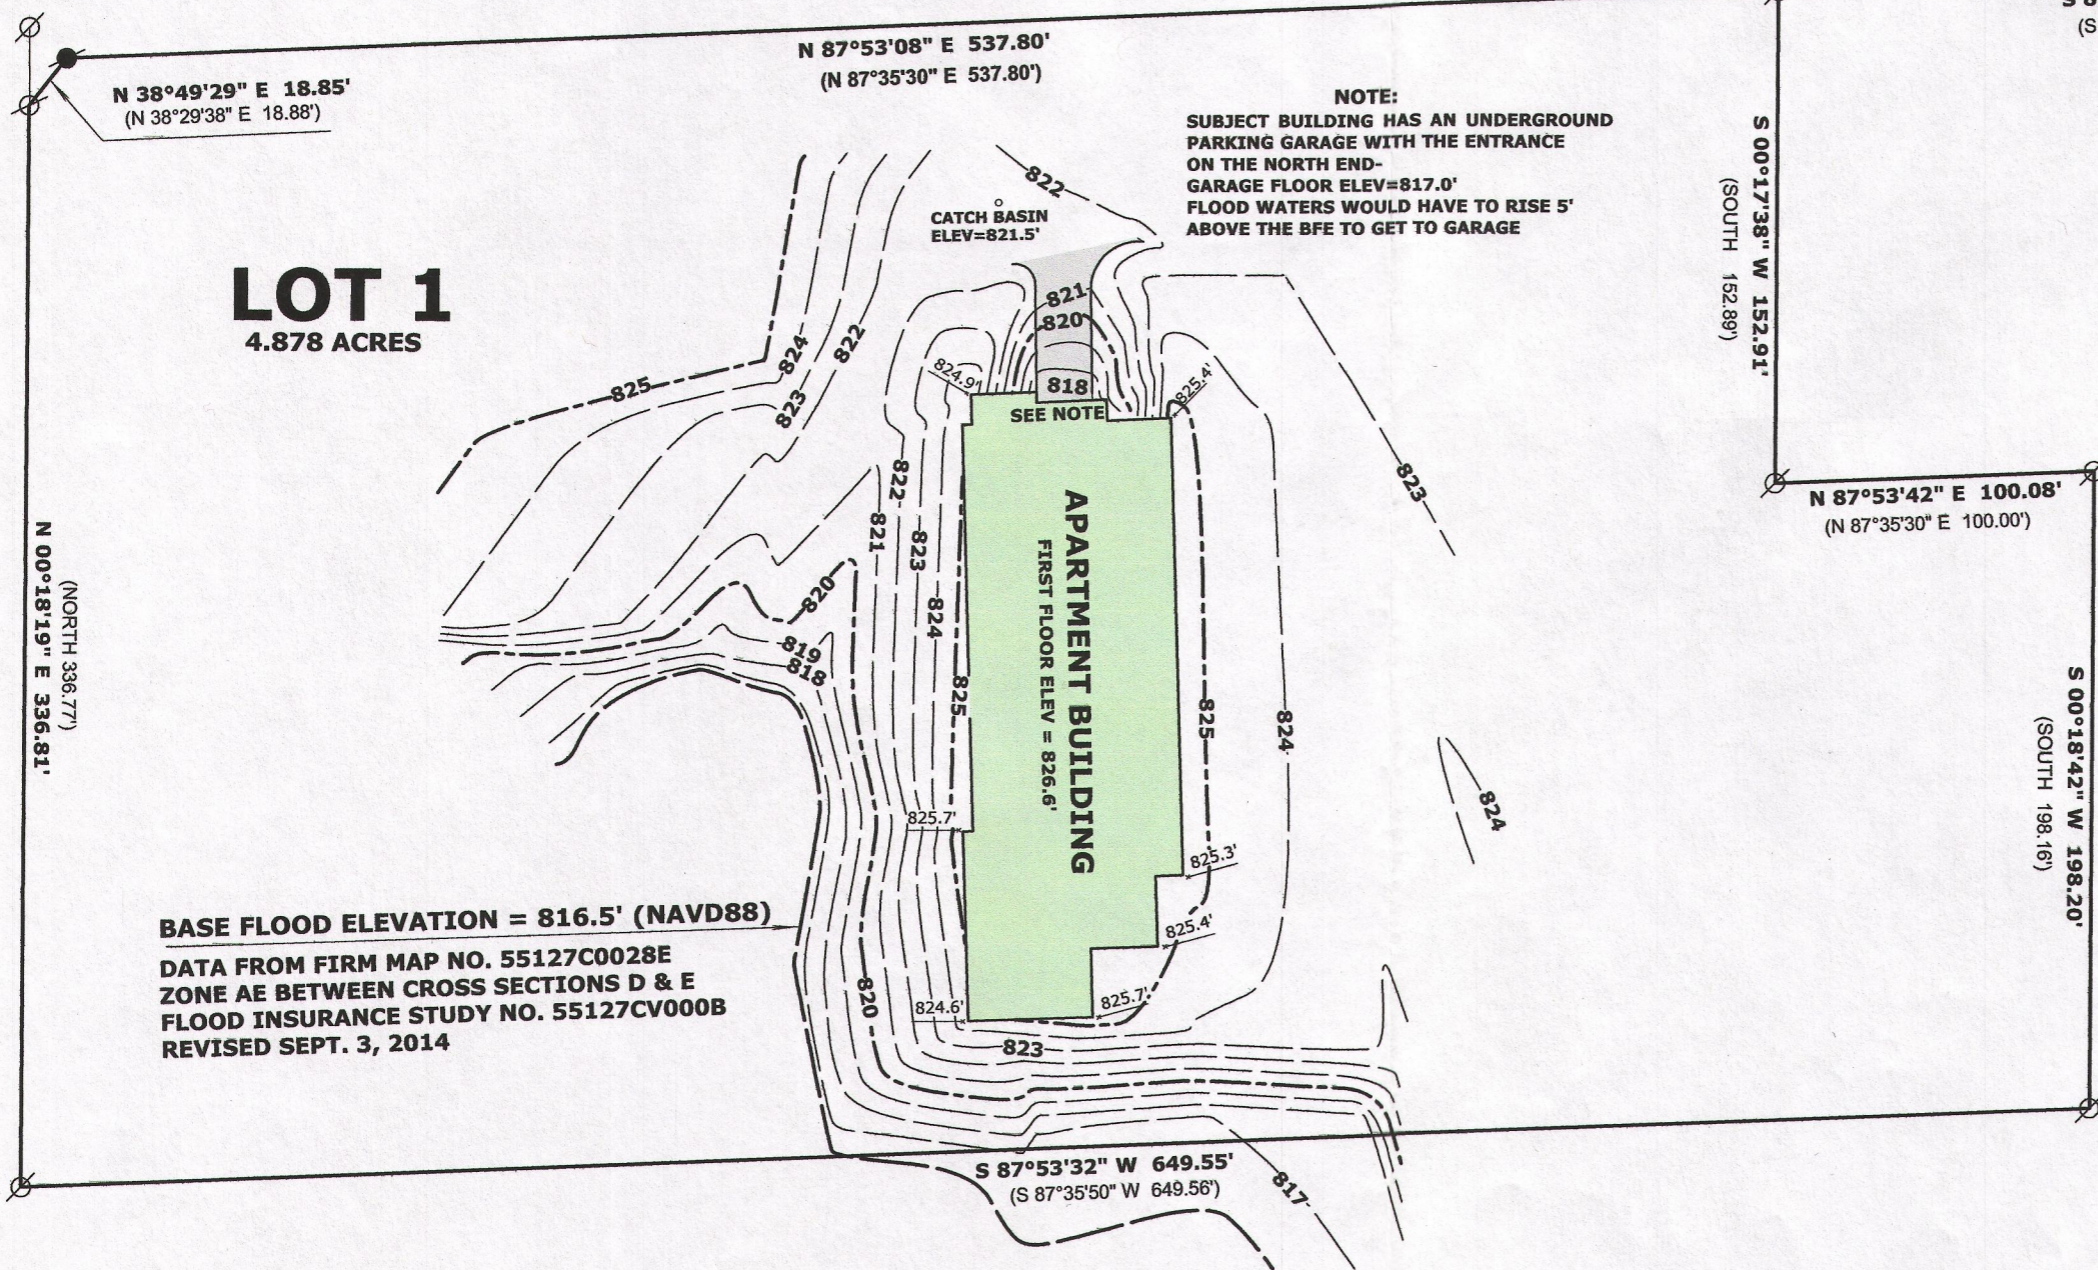 N 87°53'08" E 537.80'
(N 87°35'30" E 537.80')
N 38°49'29" E 18.85'
(N 38°29'38" E 18.88')
NOTE:
SUBJECT BUILDING HAS AN UNDERGROUND
PARKING GARAGE WITH THE ENTRANCE
ON THE NORTH END-
GARAGE FLOOR ELEV=817.0'
FLOOD WATERS WOULD HAVE TO RISE 5'
ABOVE THE BFE TO GET TO GARAGE
S 00°17'38" W 152.91'
(SOUTH 152.89')
822
CATCH BASIN
ELEV=821.5'
LOT 1
4.878 ACRES
821
820
818
SEE NOTE
824.9'
825.4'
825
824
822
823
823
N 87°53'42" E 100.08'
(N 87°35'30" E 100.00')
822
821
823
824
825
820
819
818
APARTMENT BUILDING
FIRST FLOOR ELEV = 826.6'
825
824
824
N 00°18'19" E 336.81'
(NORTH 336.77')
S 00°18'42" W 198.20'
(SOUTH 198.16')
825.7'
825.3'
825.4'
825.7'
824.6'
820
823
BASE FLOOD ELEVATION = 816.5' (NAVD88)
DATA FROM FIRM MAP NO. 55127C0028E
ZONE AE BETWEEN CROSS SECTIONS D & E
FLOOD INSURANCE STUDY NO. 55127CV000B
REVISED SEPT. 3, 2014
S 87°53'32" W 649.55'
(S 87°35'50" W 649.56')
817